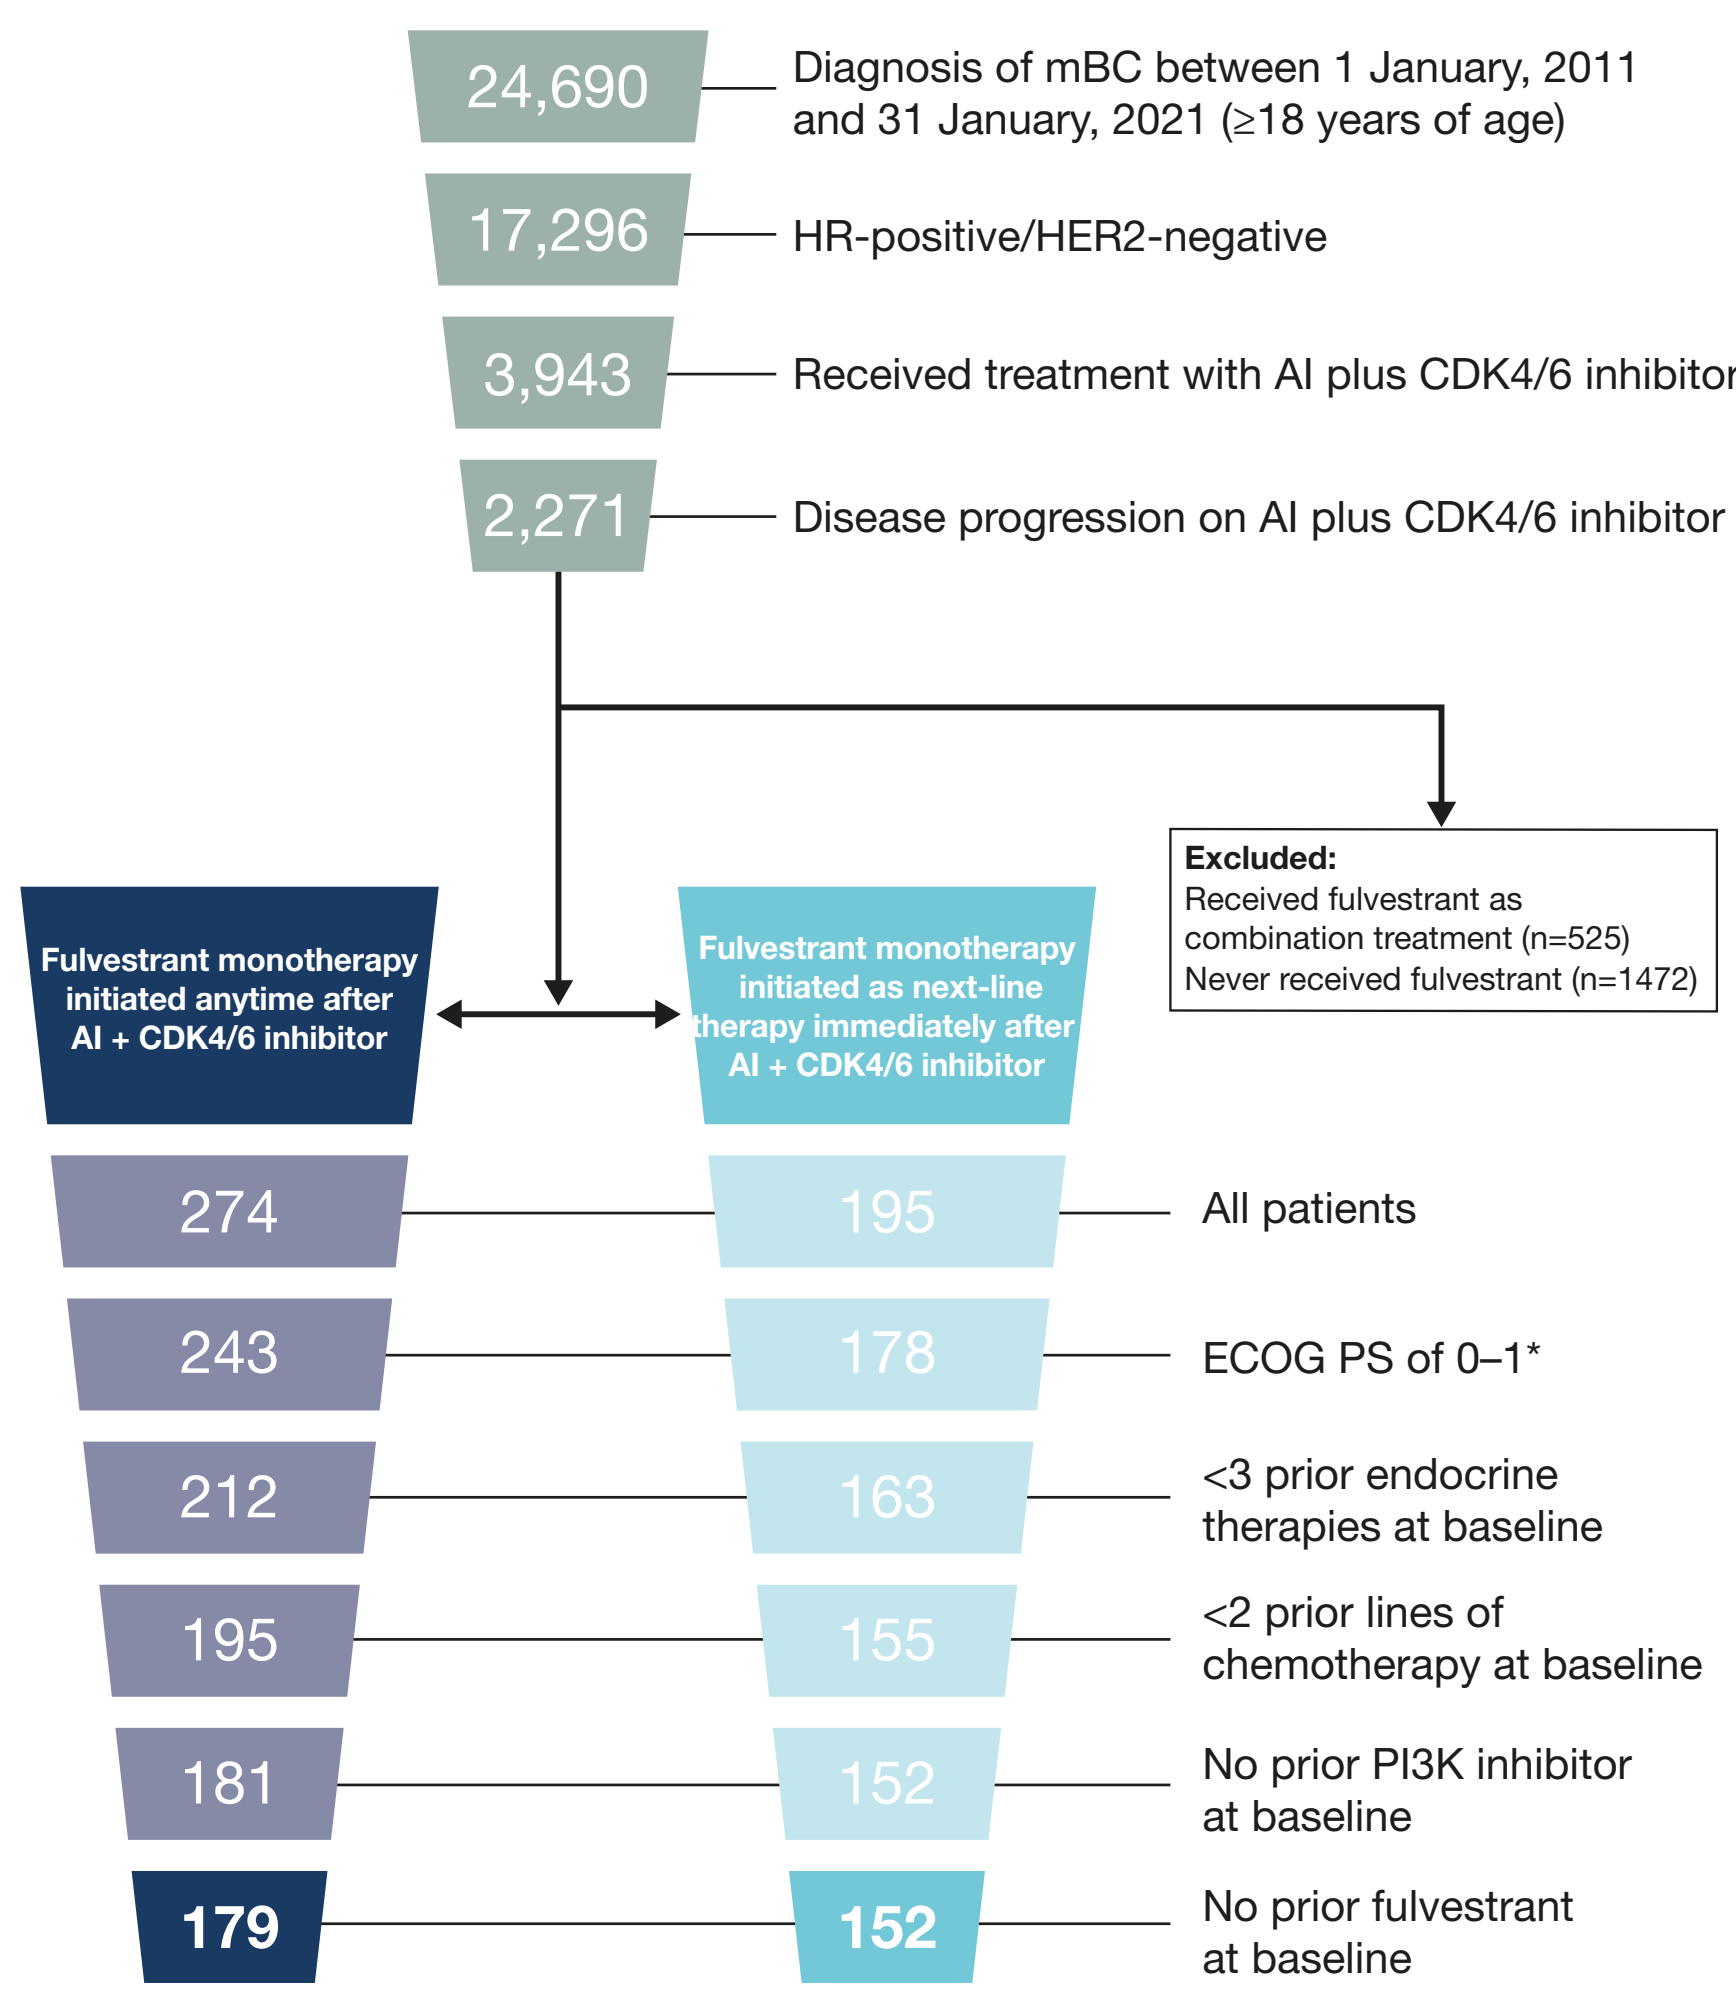 24,690
Diagnosis of mBC between 1 January, 2011
and 31 January, 2021 (≥18 years of age)
17,296
HR-positive/HER2-negative
3,943
Received treatment with AI plus CDK4/6 inhibitor
2,271
Disease progression on AI plus CDK4/6 inhibitor
Excluded:
Received fulvestrant as
combination treatment (n=525)
Never received fulvestrant (n=1472)
Fulvestrant monotherapy
initiated anytime after
AI + CDK4/6 inhibitor
Fulvestrant monotherapy
initiated as next-line
therapy immediately after
AI + CDK4/6 inhibitor
274
195
All patients
243
178
ECOG PS of 0–1*
212
163
<3 prior endocrine
therapies at baseline
195
155
<2 prior lines of
chemotherapy at baseline
181
152
No prior PI3K inhibitor
at baseline
179
152
No prior fulvestrant
at baseline